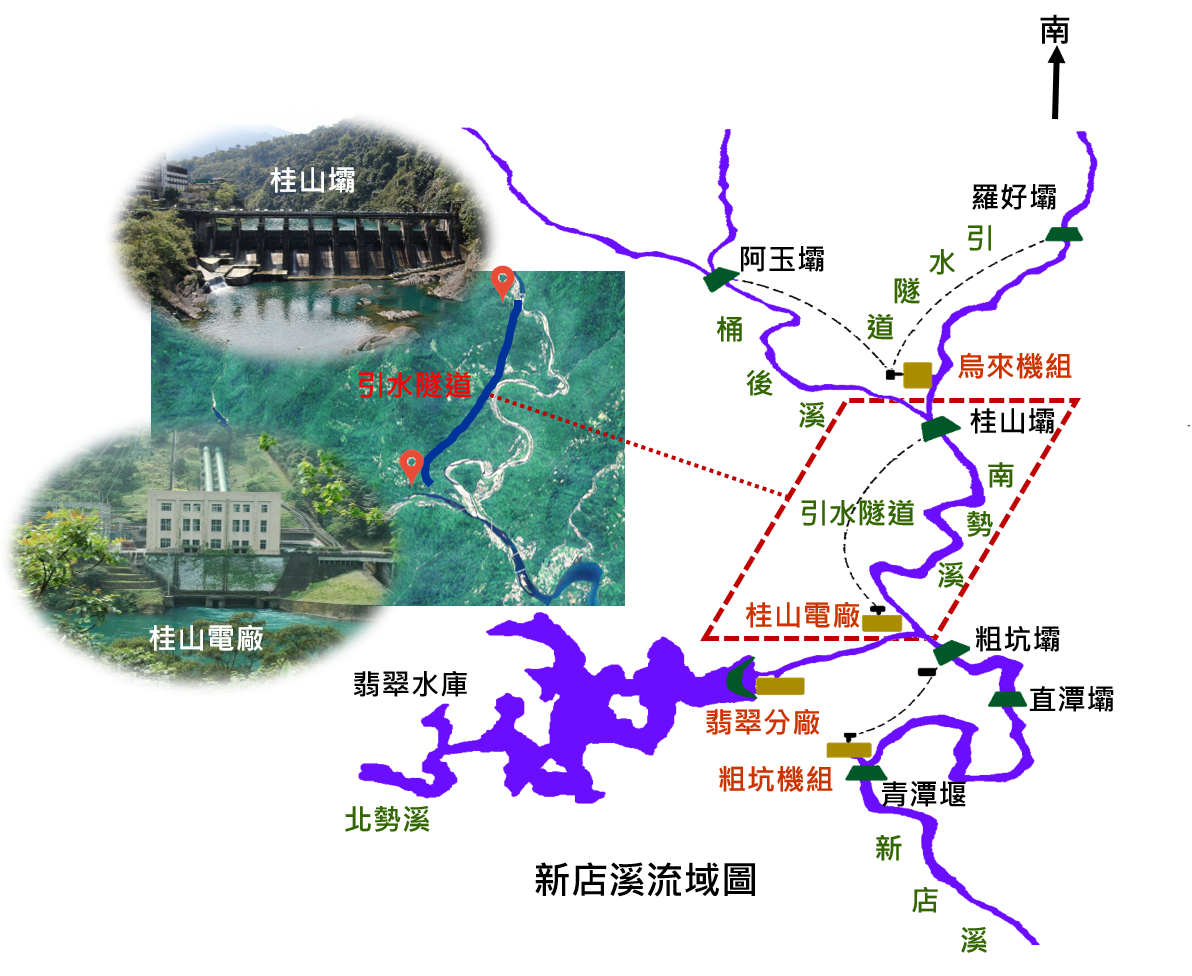 南
桂山壩
羅好壩
阿玉壩
引水隧道
烏來機組
引水隧道
桶後溪
桂山壩
南勢溪
引水隧道
桂山電廠
桂山電廠
粗坑壩
翡翠水庫
直潭壩
翡翠分廠
粗坑機組
青潭堰
北勢溪
新店溪
新店溪流域圖